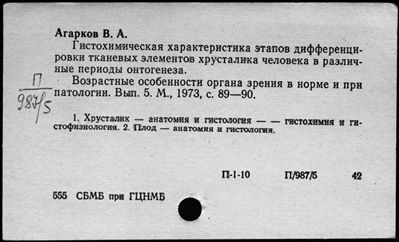 Агарков В. А.
Гистохимическая характеристика этапов дифференци-
ровки тканевых элементов хрусталика человека в различ-
ные периоды онтогенеза.
Возрастные особенности органа зрения в норме и при
патологии. Вып. 5. М., 1973, с. 89—90.
П
987/5
1. Хрусталик — анатомия и гистология — — гистохимия и ги-
стофизиология. 2. Плод — анатомия и гистология.
П-1-10 П/987/5 42
555 СБМБ при ГЦНМБ